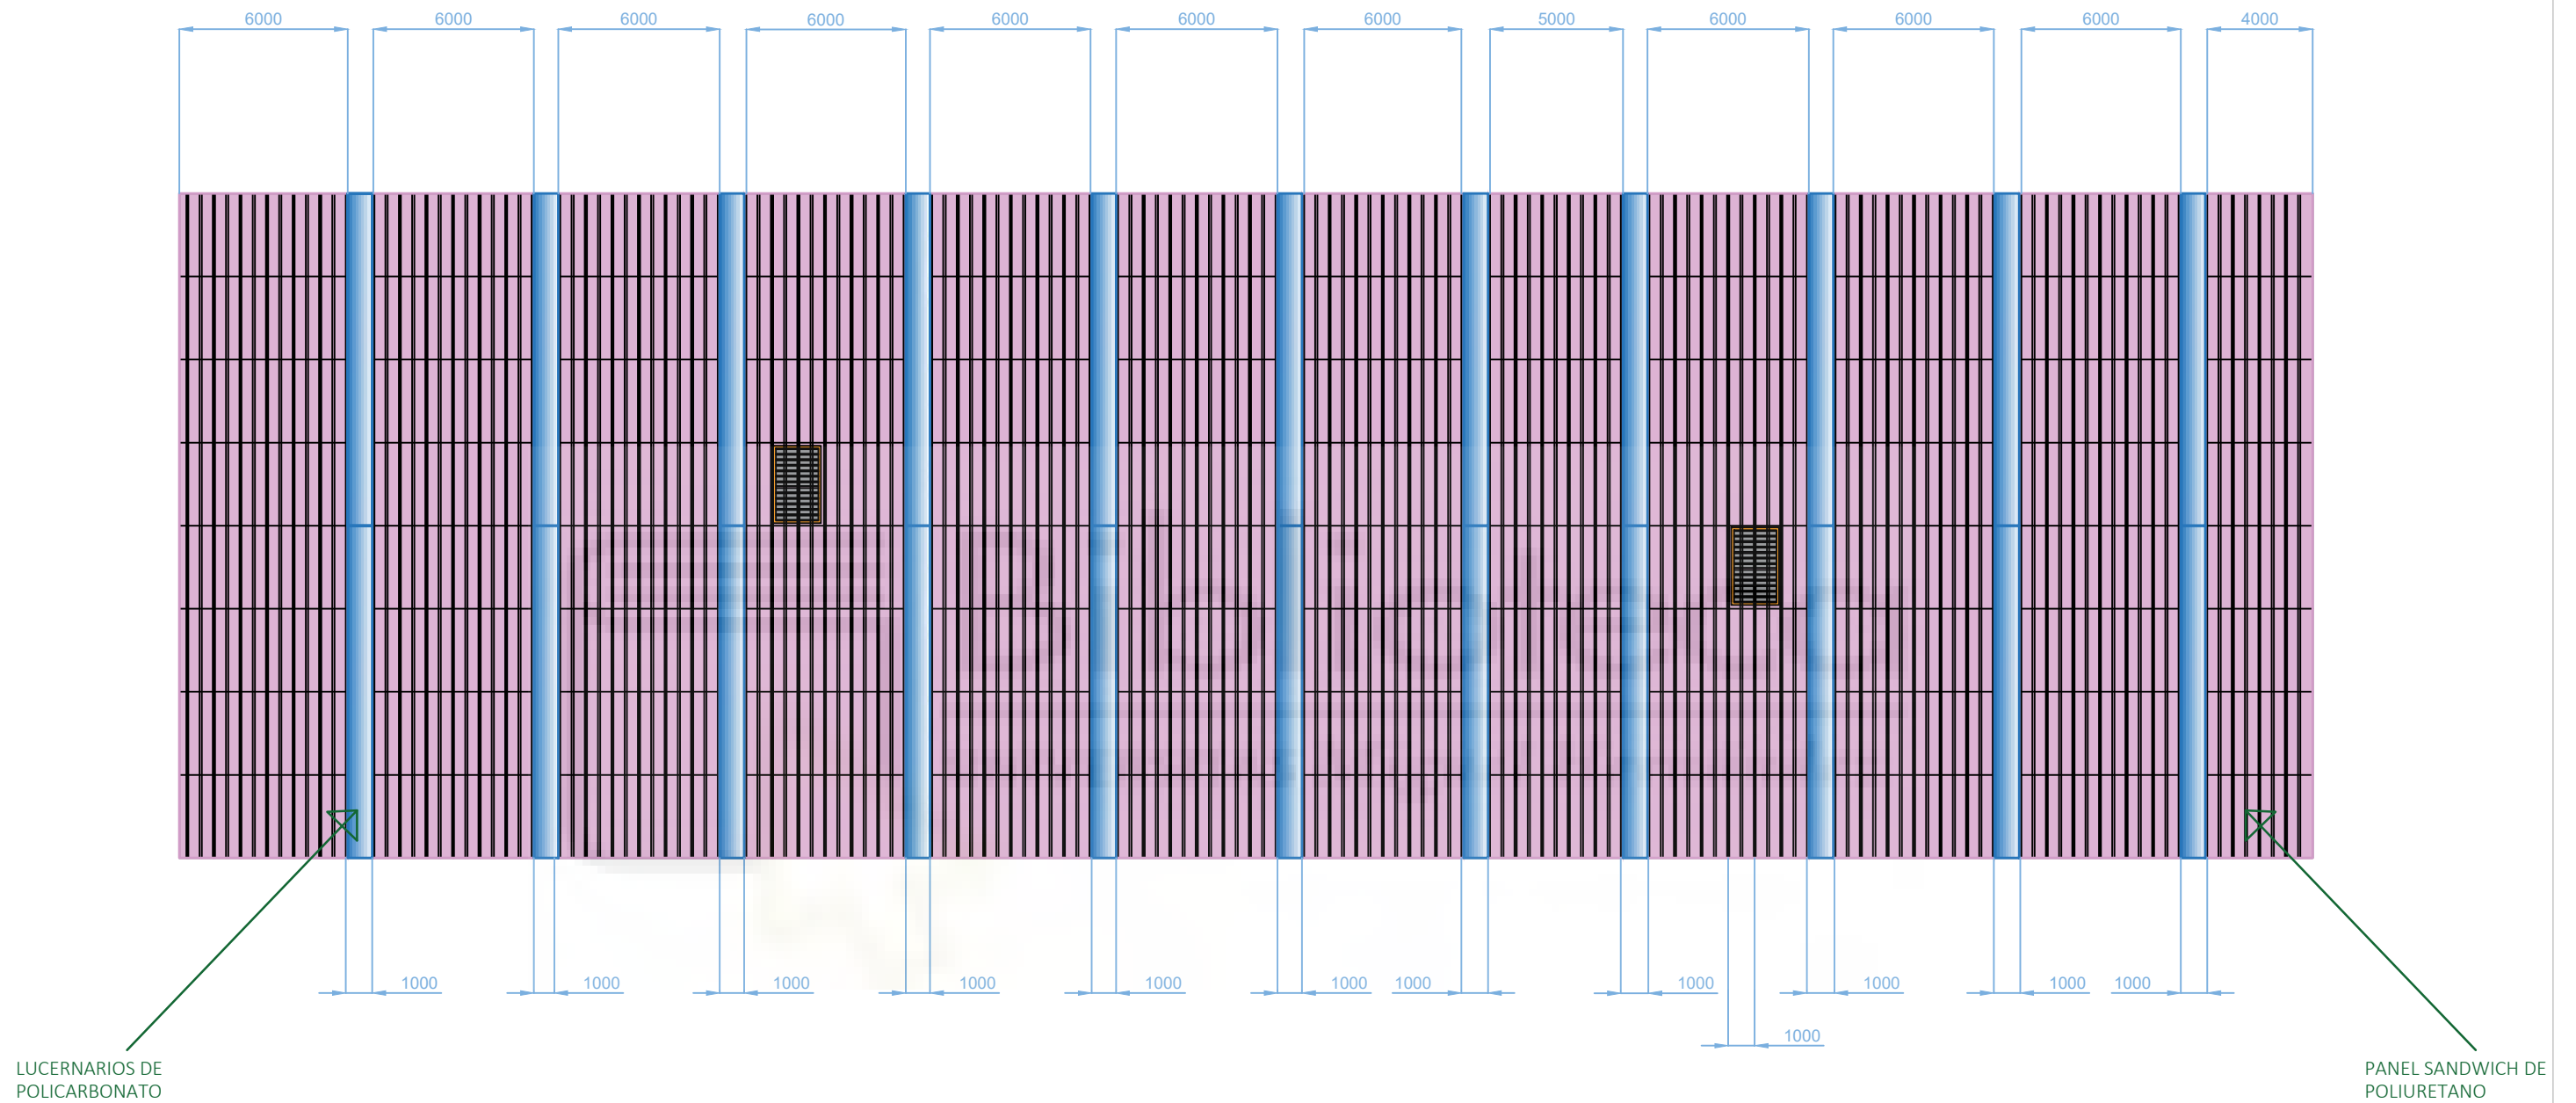 6000 6000 6000 6000 6000 6000 6000 5000 6000 6000 6000 4000
Biblioteca
1000 1000 1000 1000 1000 1000 1000 1000 1000 1000 1000
1000
LUCERNARIOS DE
POLICARBONATO
PANEL SANDWICH DE
POLIURETANO